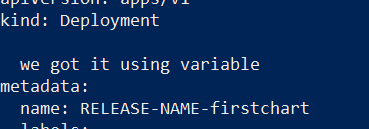 apiVersion: apps/v1
kind: Deployment
we got it using variable
metadata:
name: RELEASE-NAME-firstchart
labels: